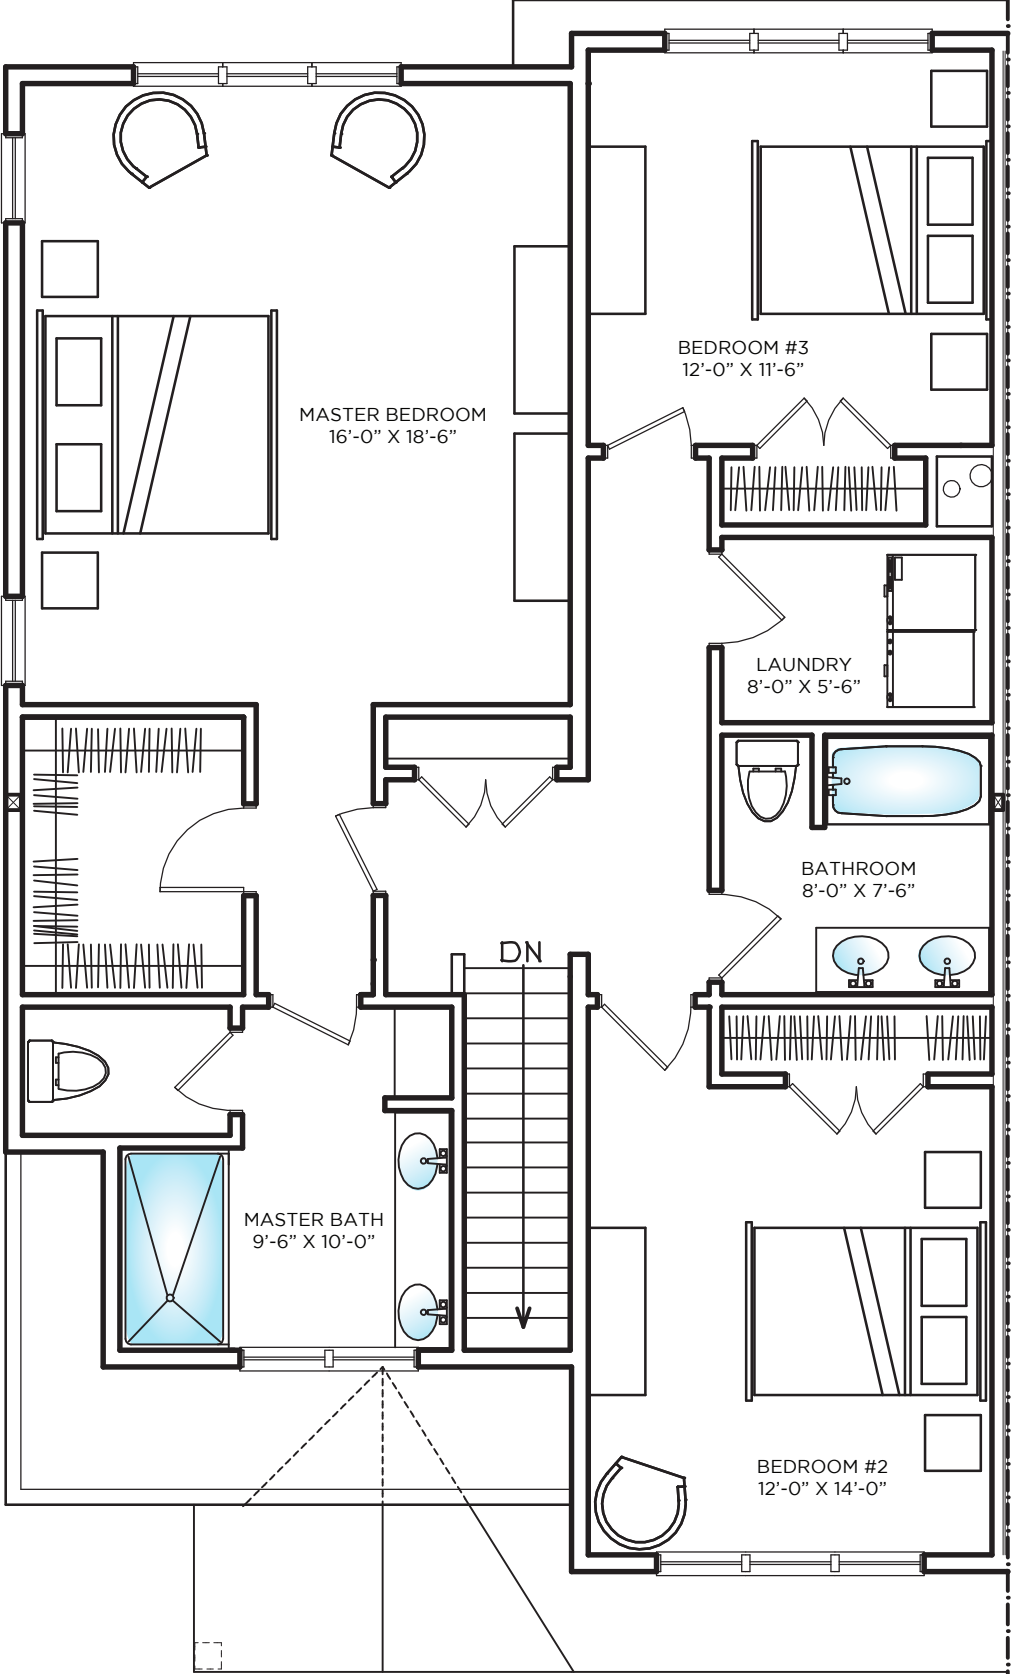 BEDROOM #3
12’-0” X 11’-6”
MASTER BEDROOM
16’-0” X 18’-6”
LAUNDRY
8’-0” X 5’-6”
BATHROOM
8’-0” X 7’-6”
DN
MASTER BATH
9’-6” X 10’-0”
BEDROOM #2
12’-0” X 14’-0”